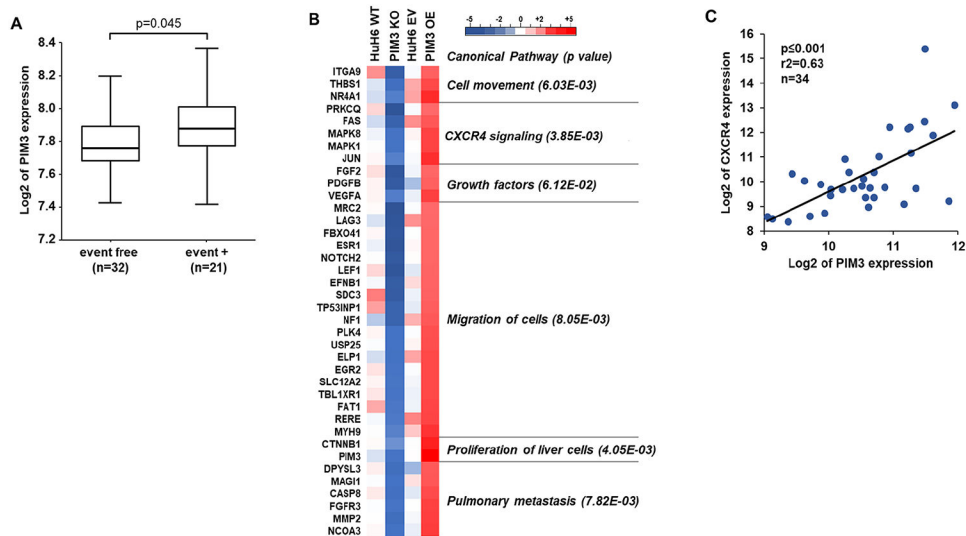 A
p=0.045
Log2 of PIM3 expression
8.4
8.2
8.0
7.8
7.6
7.4
7.2
event free
(n=32)
event +
(n=21)
B
HuH6 WT
PIM3 KO
HuH6 EV
PIM3 OE
-5 -2 0 +2 +5
Canonical Pathway (p value)
ITGA9
THBS1
NR4A1
Cell movement (6.03E-03)
PRKCQ
FAS
MAPK8
MAPK1
JUN
CXCR4 signaling (3.85E-03)
FGF2
PDGFB
VEGFA
Growth factors (6.12E-02)
MRC2
LAG3
FBXO41
ESR1
NOTCH2
LEF1
EFNB1
SDC3
TP53INP1
NF1
PLK4
USP25
ELP1
EGR2
SLC12A2
TBL1XR1
FAT1
RERE
MYH9
Migration of cells (8.05E-03)
CTNNB1
PIM3
Proliferation of liver cells (4.05E-03)
DPYSL3
MAGI1
CASP8
FGFR3
MMP2
NCOA3
Pulmonary metastasis (7.82E-03)
C
p≤0.001
r2=0.63
n=34
Log2 of CXCR4 expression
16
15
14
13
12
11
10
9
8
9 10 11 12
Log2 of PIM3 expression